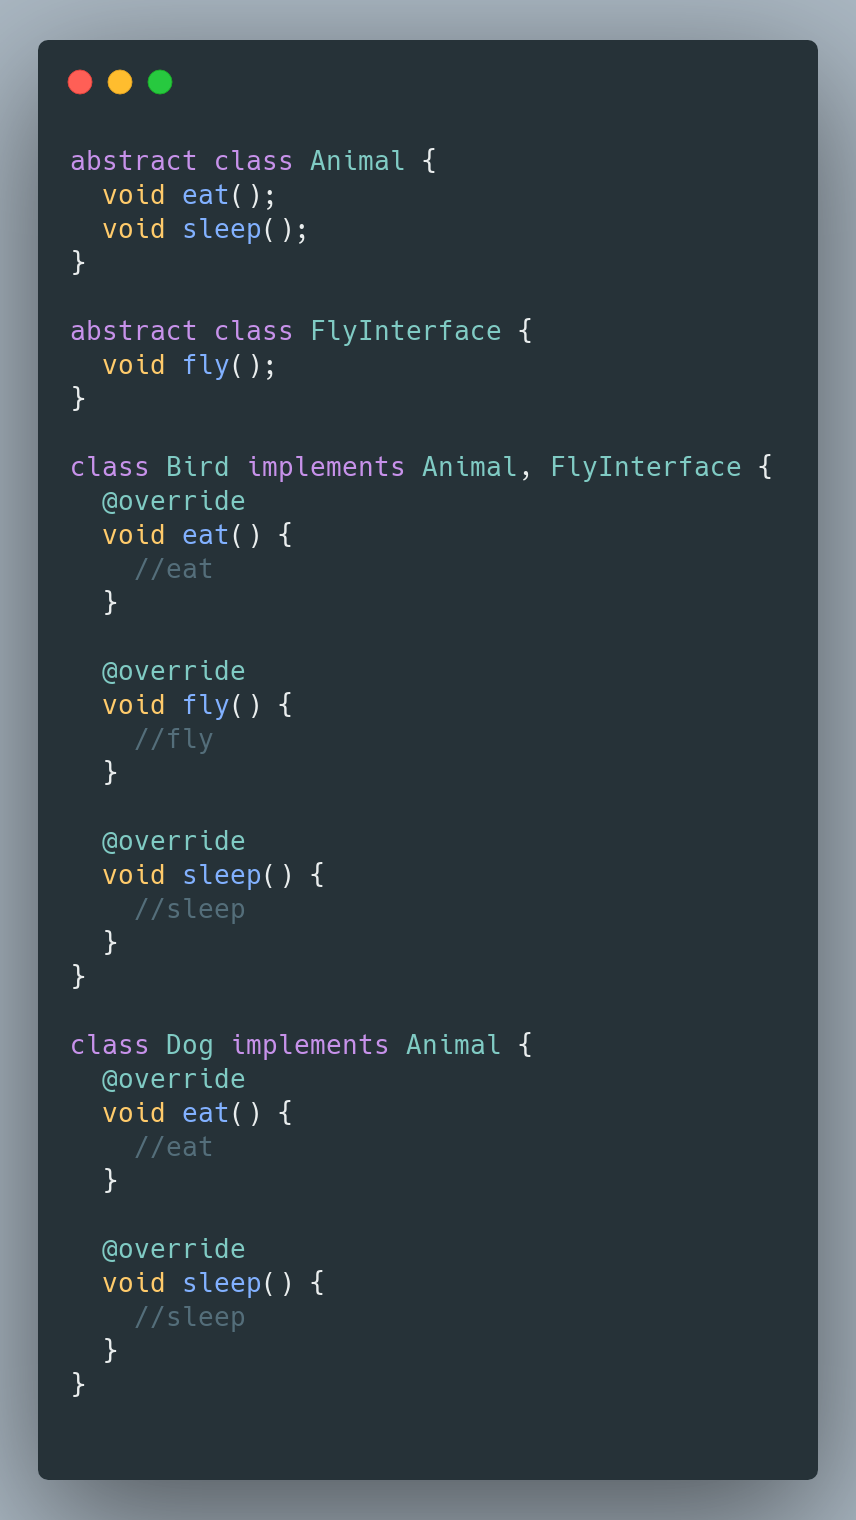 abstract class Animal {
  void eat();
  void sleep();
}

abstract class FlyInterface {
  void fly();
}

class Bird implements Animal, FlyInterface {
  @override
  void eat() {
    //eat
  }

  @override
  void fly() {
    //fly
  }

  @override
  void sleep() {
    //sleep
  }
}

class Dog implements Animal {
  @override
  void eat() {
    //eat
  }

  @override
  void sleep() {
    //sleep
  }
}